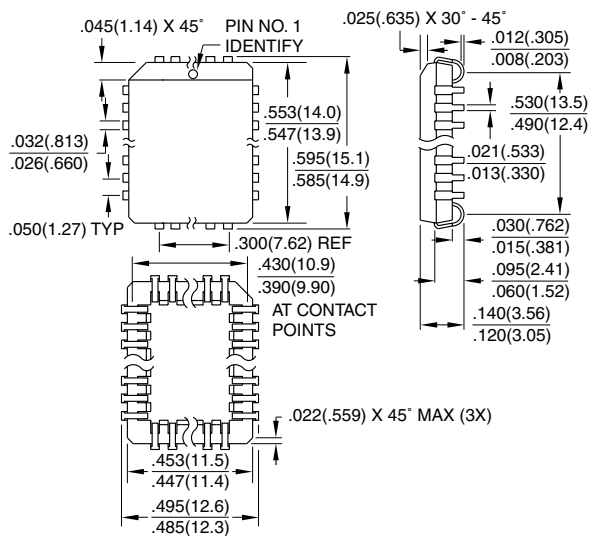 .045(1.14) X 45˚
PIN NO. 1
IDENTIFY
.025(.635) X 30˚ - 45˚
.012(.305)
.008(.203)
.553(14.0)
.547(13.9)
.530(13.5)
.490(12.4)
.032(.813)
.026(.660)
.595(15.1)
.585(14.9)
.021(.533)
.013(.330)
.050(1.27) TYP
.300(7.62) REF
.030(.762)
.015(.381)
.430(10.9)
.390(9.90)
AT CONTACT
POINTS
.095(2.41)
.060(1.52)
.140(3.56)
.120(3.05)
.022(.559) X 45˚ MAX (3X)
.453(11.5)
.447(11.4)
.495(12.6)
.485(12.3)